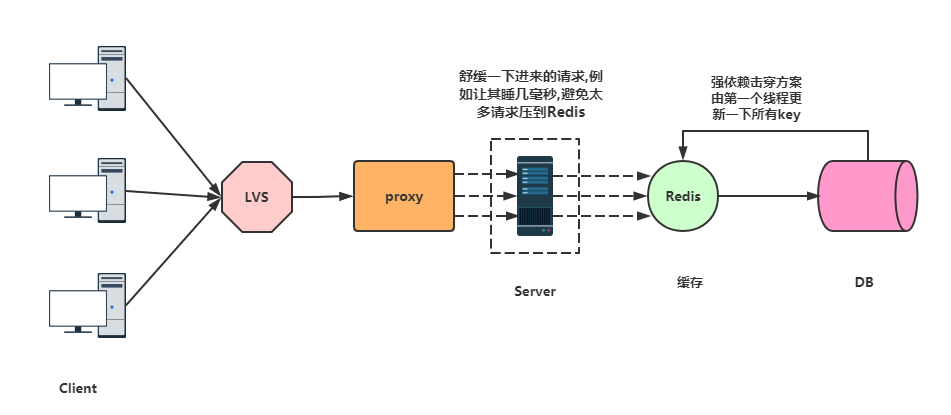 舒缓一下进来的请求,例
如让其睡几毫秒,避免太
多请求压到Redis
强依赖击穿方案
由第一个线程更
新一下所有key
LVS
proxy
Redis
Server
缓存
DB
Client